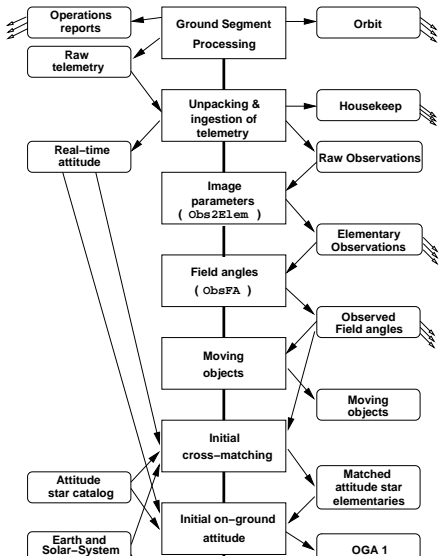 Operations
reports
Ground Segment
Processing
Orbit
Raw
telemetry
Unpacking &
ingestion of
telemetry
Housekeep
Real-time
attitude
Raw Observations
Image
parameters
( Obs2Elem )
Elementary
Observations
Field angles
( ObsFA )
Observed
Field angles
Moving
objects
Moving
objects
Initial
cross-matching
Attitude
star catalog
Matched
attitude star
elementaries
Initial on-ground
attitude
Earth and
Solar-System
OGA 1